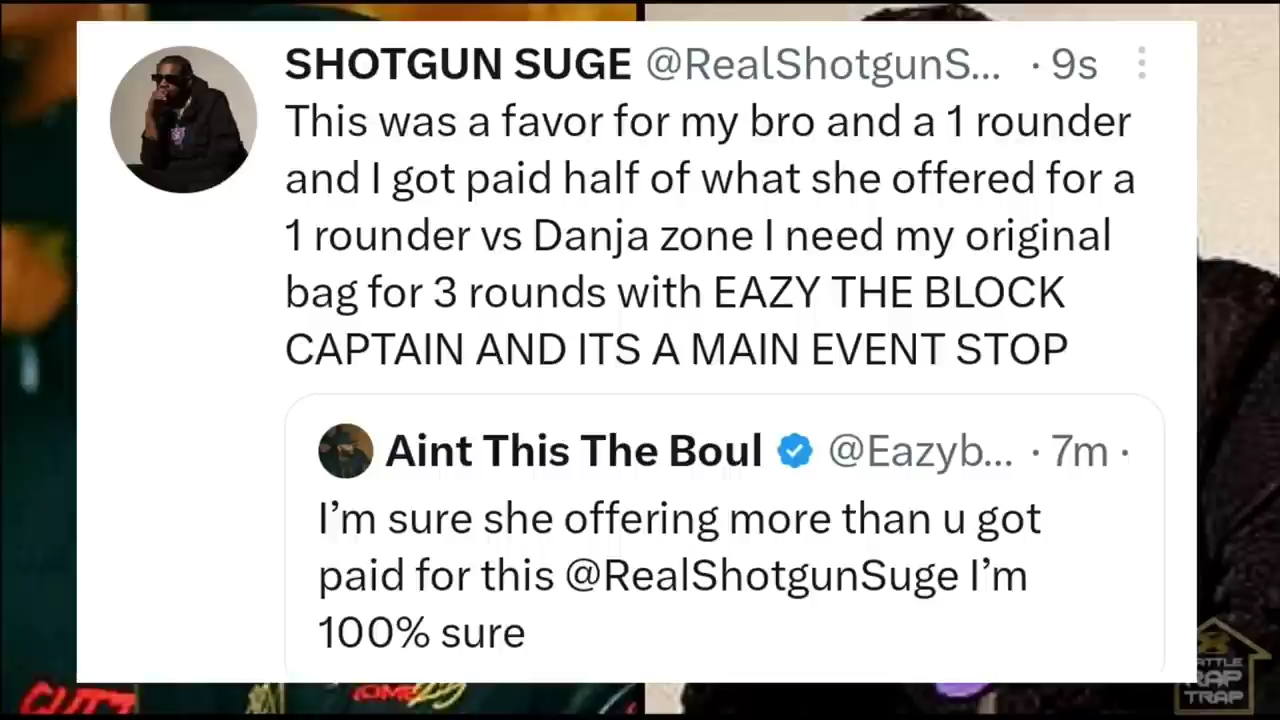 SHOTGUN SUGE @RealShotgunS... · 9s
This was a favor for my bro and a 1 rounder
and I got paid half of what she offered for a
1 rounder vs Danja zone I need my original
bag for 3 rounds with EAZY THE BLOCK
CAPTAIN AND ITS A MAIN EVENT STOP
Aint This The Boul @Eazyb... · 7m ·
I’m sure she offering more than u got
paid for this @RealShotgunSuge I’m
100% sure
RAP
TRAP